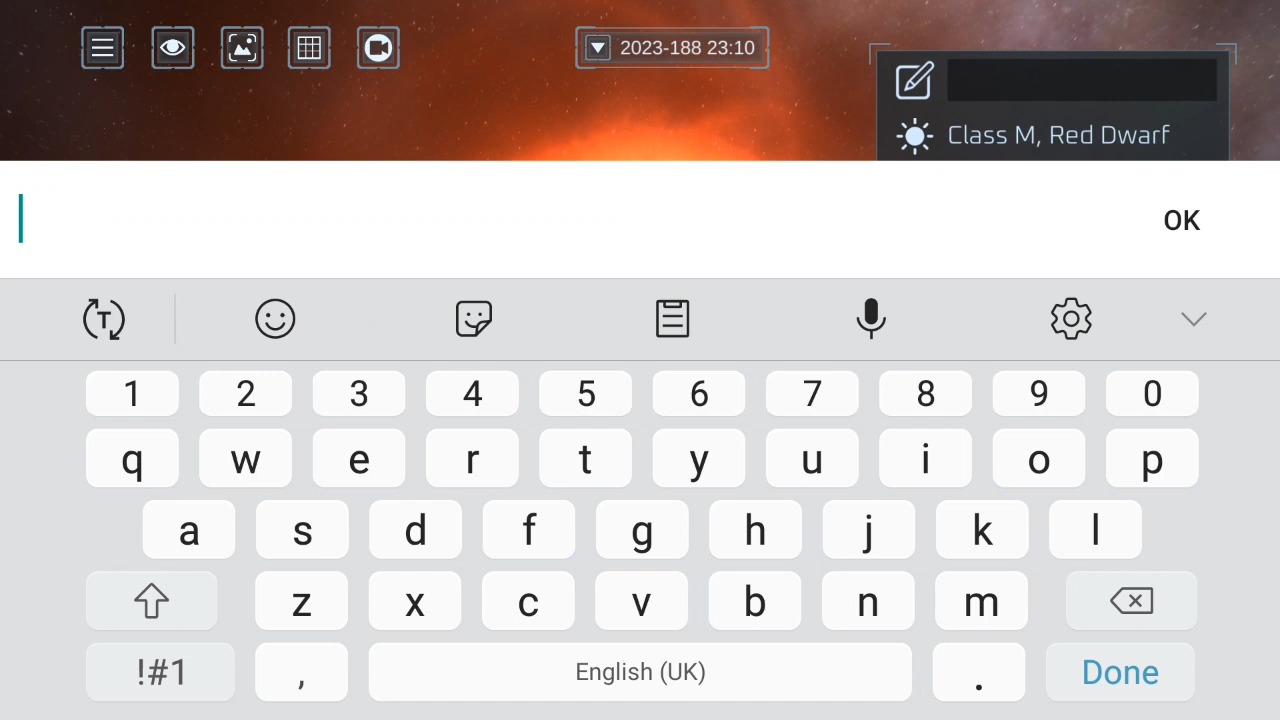 2023-188 23:10
Class M, Red Dwarf
OK
T
1 2 3 4 5 6 7 8 9 0
q w e r t y u i o p
a s d f g h j k l
z x c v b n m
!#1 , English (UK) . Done